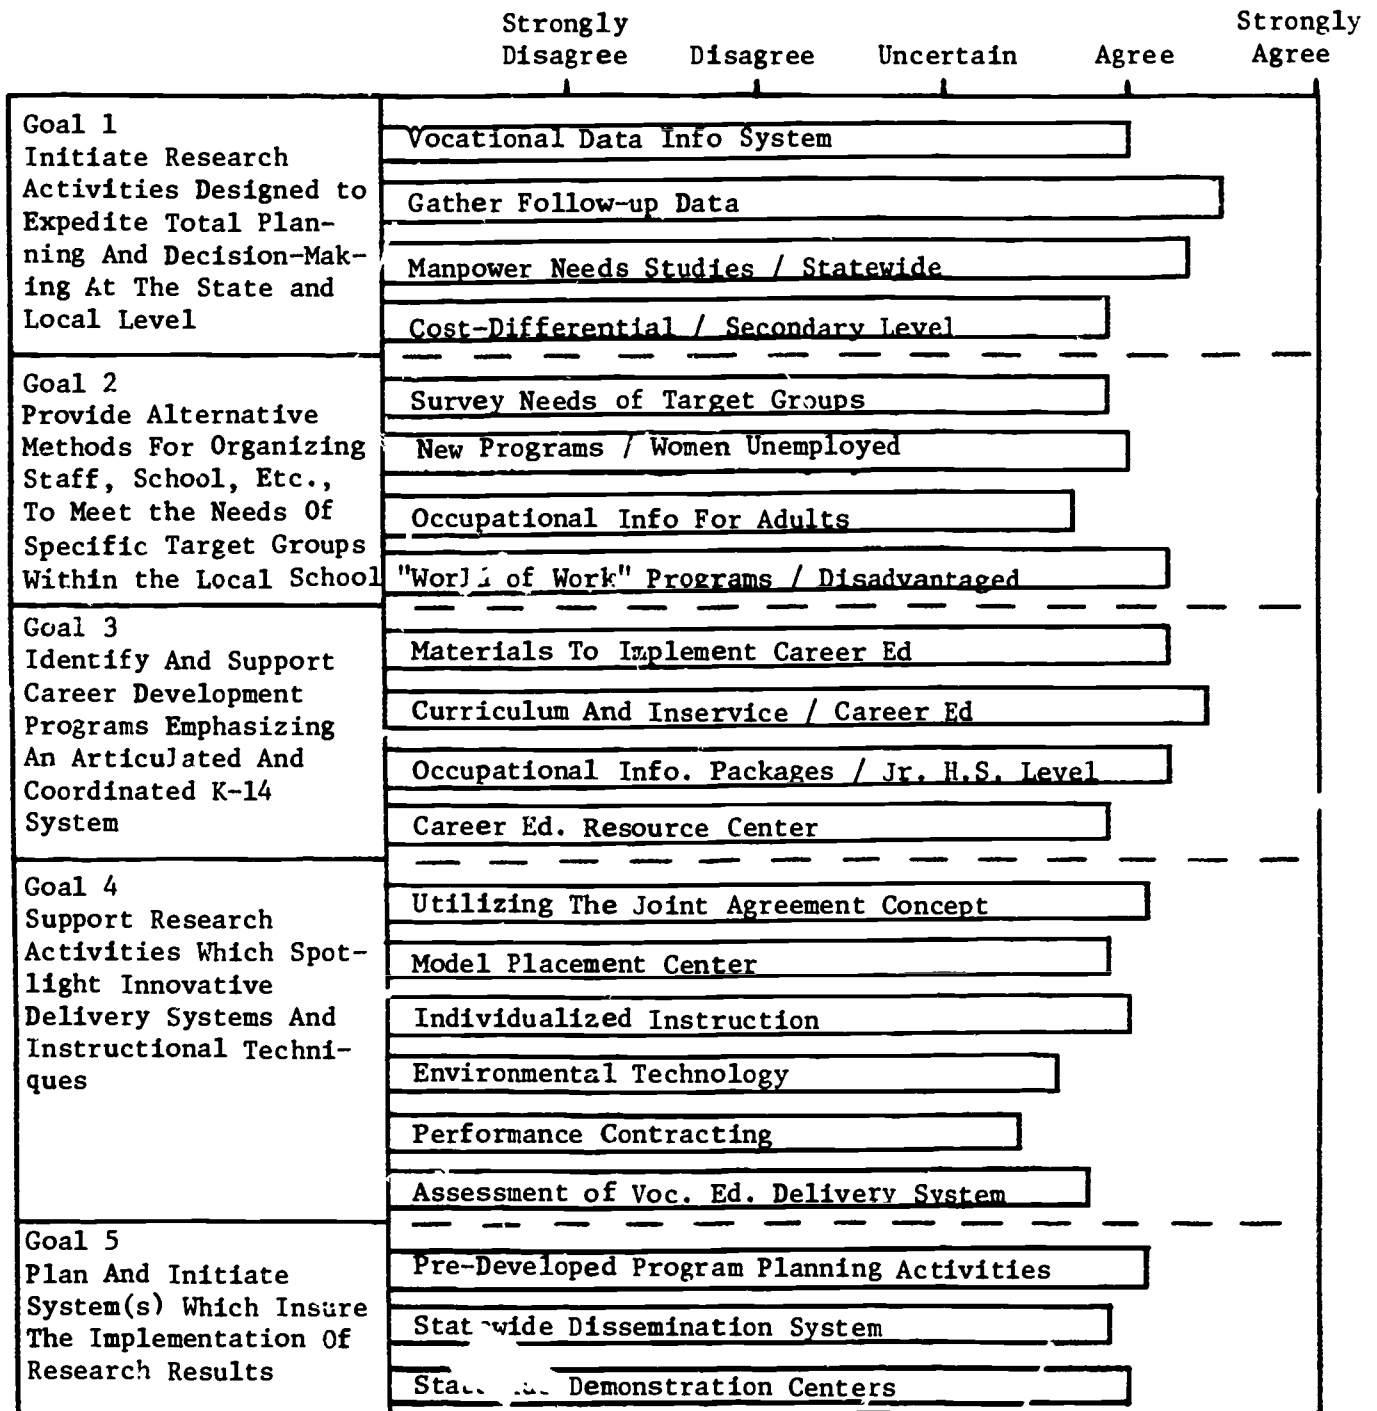 Strongly Disagree
Disagree
Uncertain
Agree
Strongly Agree
Goal 1
Initiate Research
Activities Designed to
Expedite Total Plan-
ning And Decision-Mak-
ing At The State and
Local Level
Vocational Data Info System
Gather Follow-up Data
Manpower Needs Studies / Statewide
Cost-Differential / Secondary Level
Goal 2
Provide Alternative
Methods For Organizing
Staff, School, Etc.,
To Meet the Needs Of
Specific Target Groups
Within the Local School
Survey Needs of Target Groups
New Programs / Women Unemployed
Occupational Info For Adults
"World of Work" Programs / Disadvantaged
Goal 3
Identify And Support
Career Development
Programs Emphasizing
An Articulated And
Coordinated K-14
System
Materials To Implement Career Ed
Curriculum And Inservice / Career Ed
Occupational Info. Packages / Jr. H.S. Level
Career Ed. Resource Center
Goal 4
Support Research
Activities Which Spot-
light Innovative
Delivery Systems And
Instructional Techni-
ques
Utilizing The Joint Agreement Concept
Model Placement Center
Individualized Instruction
Environmental Technology
Performance Contracting
Assessment of Voc. Ed. Delivery System
Goal 5
Plan And Initiate
System(s) Which Insure
The Implementation Of
Research Results
Pre-Developed Program Planning Activities
Statewide Dissemination System
Demonstration Centers